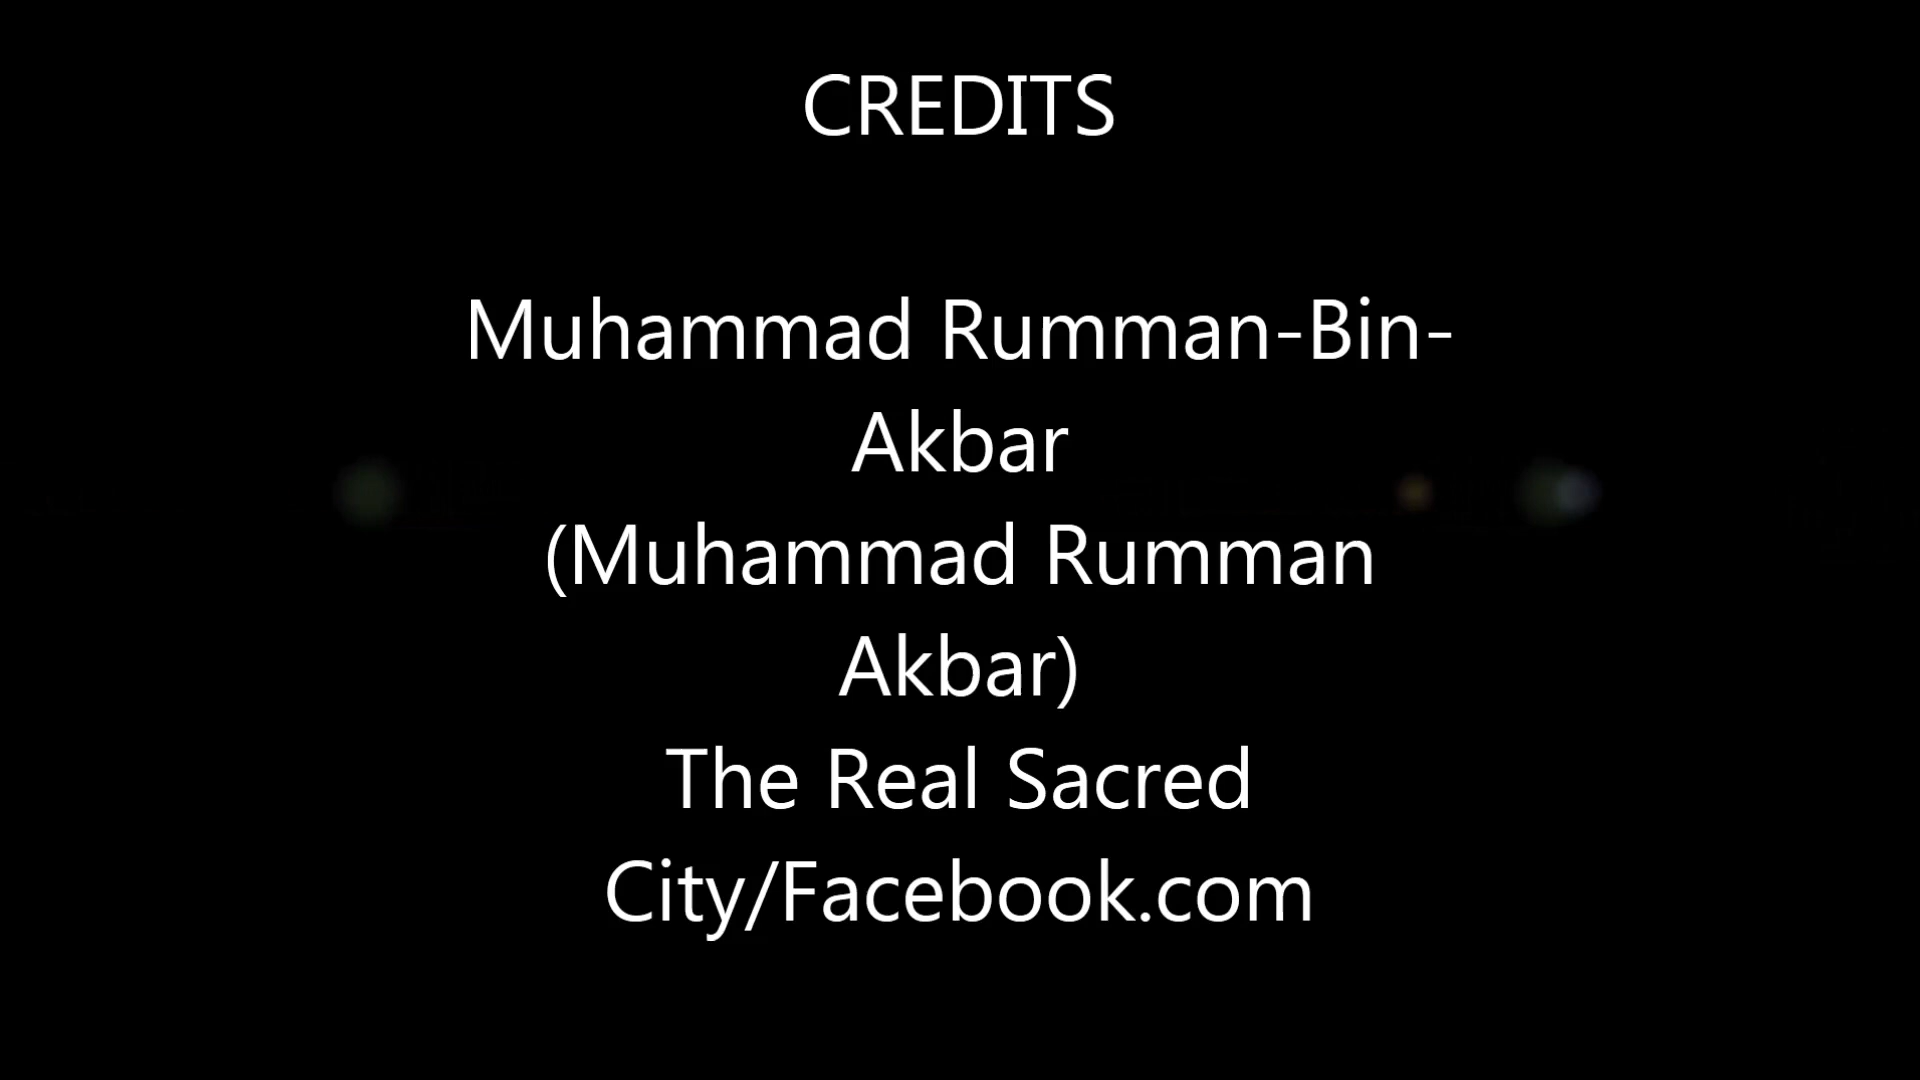 CREDITS
Muhammad Rumman-Bin-
Akbar
(Muhammad Rumman
Akbar)
The Real Sacred
City/Facebook.com